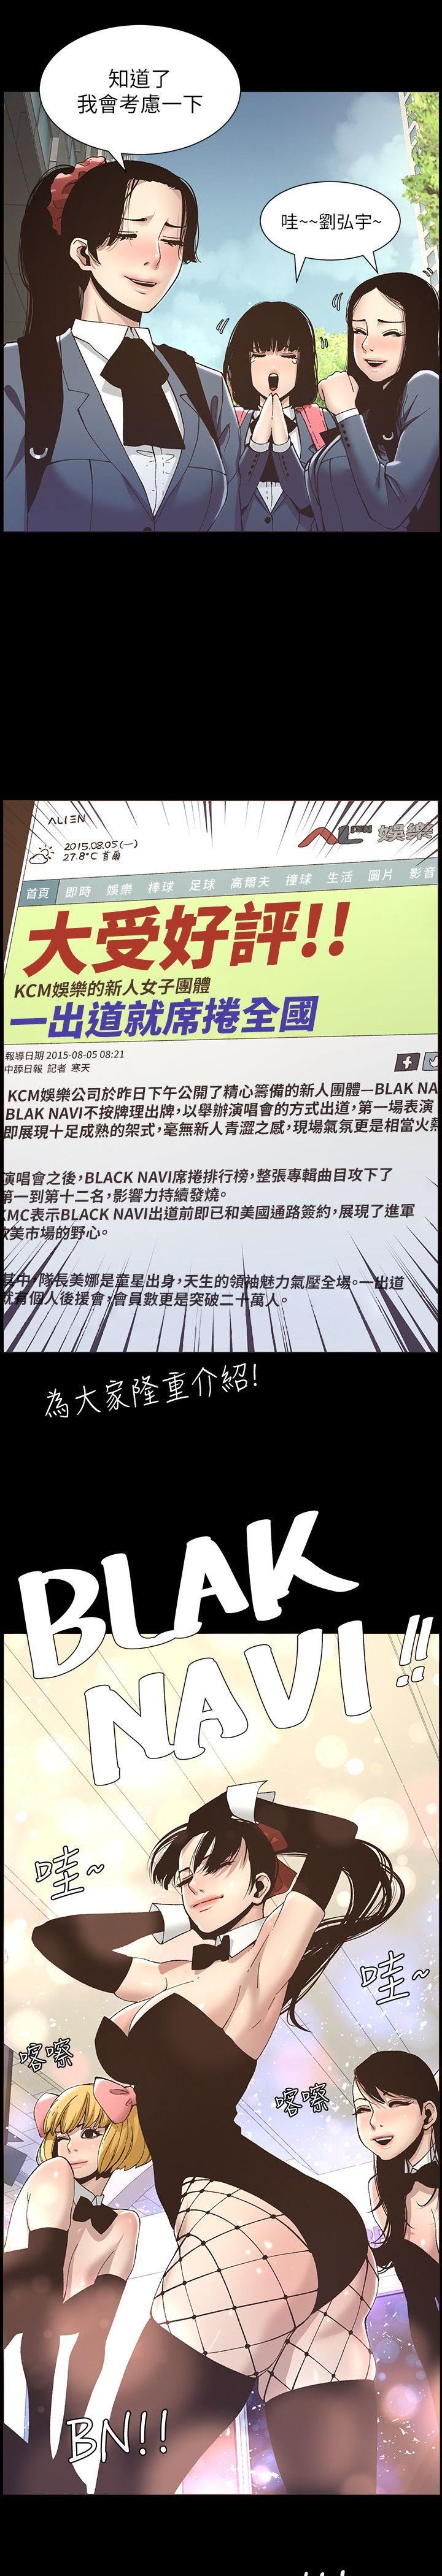 知道了
我會考慮一下
哇~~劉弘宇~
ALIEN
2015.08.05(一)
27.8°C 首爾
娛樂
首頁 即時 娛樂 棒球 足球 高爾夫 撞球 生活 圖片 影音
大受好評!!
KCM娛樂的新人女子團體
一出道就席捲全國
報導日期 2015-08-05 08:21
中舔日報 記者 寒天
KCM娛樂公司於昨日下午公開了精心籌備的新人團體—BLAK NA
BLAK NAVI不按牌理出牌,以舉辦演唱會的方式出道,第一場表演
即展現十足成熟的架式,毫無新人青澀之感,現場氣氛更是相當火熱
演唱會之後,BLACK NAVI席捲排行榜,整張專輯曲目攻下了
第一到第十二名,影響力持續發燒。
KMC表示BLACK NAVI出道前即已和美國通路簽約,展現了進軍
歐美市場的野心。
其中,隊長美娜是童星出身,天生的領袖魅力氣壓全場。一出道
就有個人後援會,會員數更是突破二十萬人。
為大家隆重介紹!
BLAK
NAVI!!
哇~
哇~
喀嚓
喀嚓
BN!!